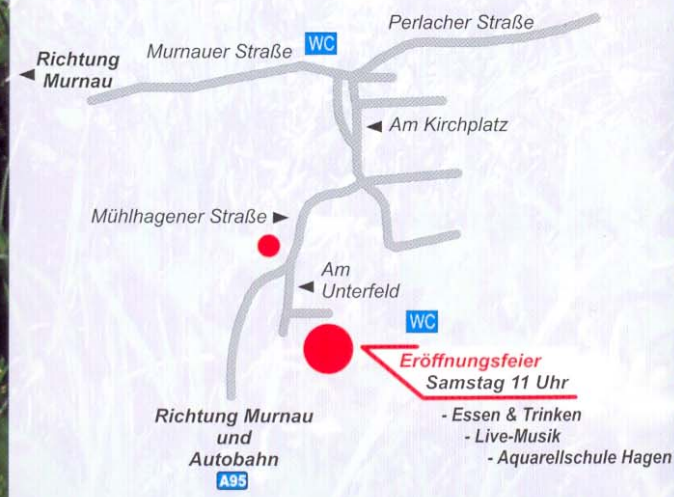 WC
Perlacher Straße
Murnauer Straße
Richtung
Murnau
Am Kirchplatz
Mühlhagener Straße
Am
Unterfeld
WC
Eröffnungsfeier
Samstag 11 Uhr
- Essen & Trinken
- Live-Musik
- Aquarellschule Hagen
Richtung Murnau
und
Autobahn
A95